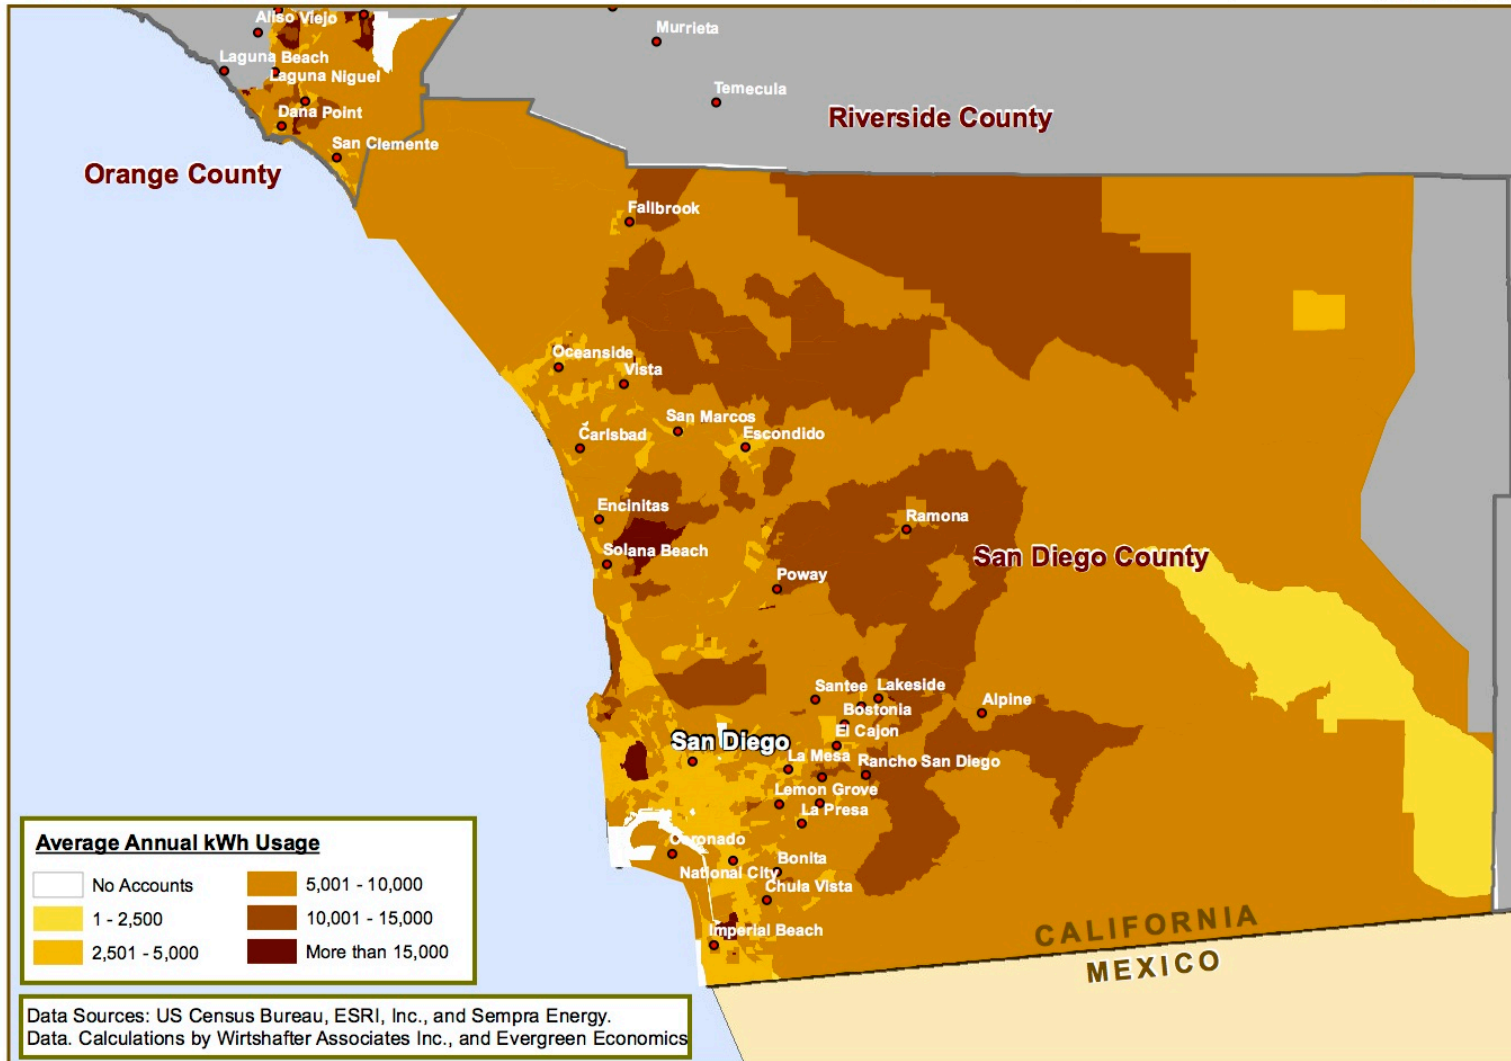 Aliso Viejo
Murrieta
Laguna Beach
Laguna Niguel
Temecula
Dana Point
Riverside County
San Clemente
Orange County
Fallbrook
Oceanside
Vista
San Marcos
Carlsbad
Escondido
Encinitas
Ramona
Solana Beach
San Diego County
Poway
Santee
Lakeside
Alpine
Bostonia
El Cajon
San Diego
La Mesa
Rancho San Diego
Lemon Grove
La Presa
Coronado
Bonita
National City
Chula Vista
Imperial Beach
CALIFORNIA
MEXICO
Average Annual kWh Usage
No Accounts
1 - 2,500
2,501 - 5,000
5,001 - 10,000
10,001 - 15,000
More than 15,000
Data Sources: US Census Bureau, ESRI, Inc., and Sempra Energy.
Data. Calculations by Wirtshafter Associates Inc., and Evergreen Economics